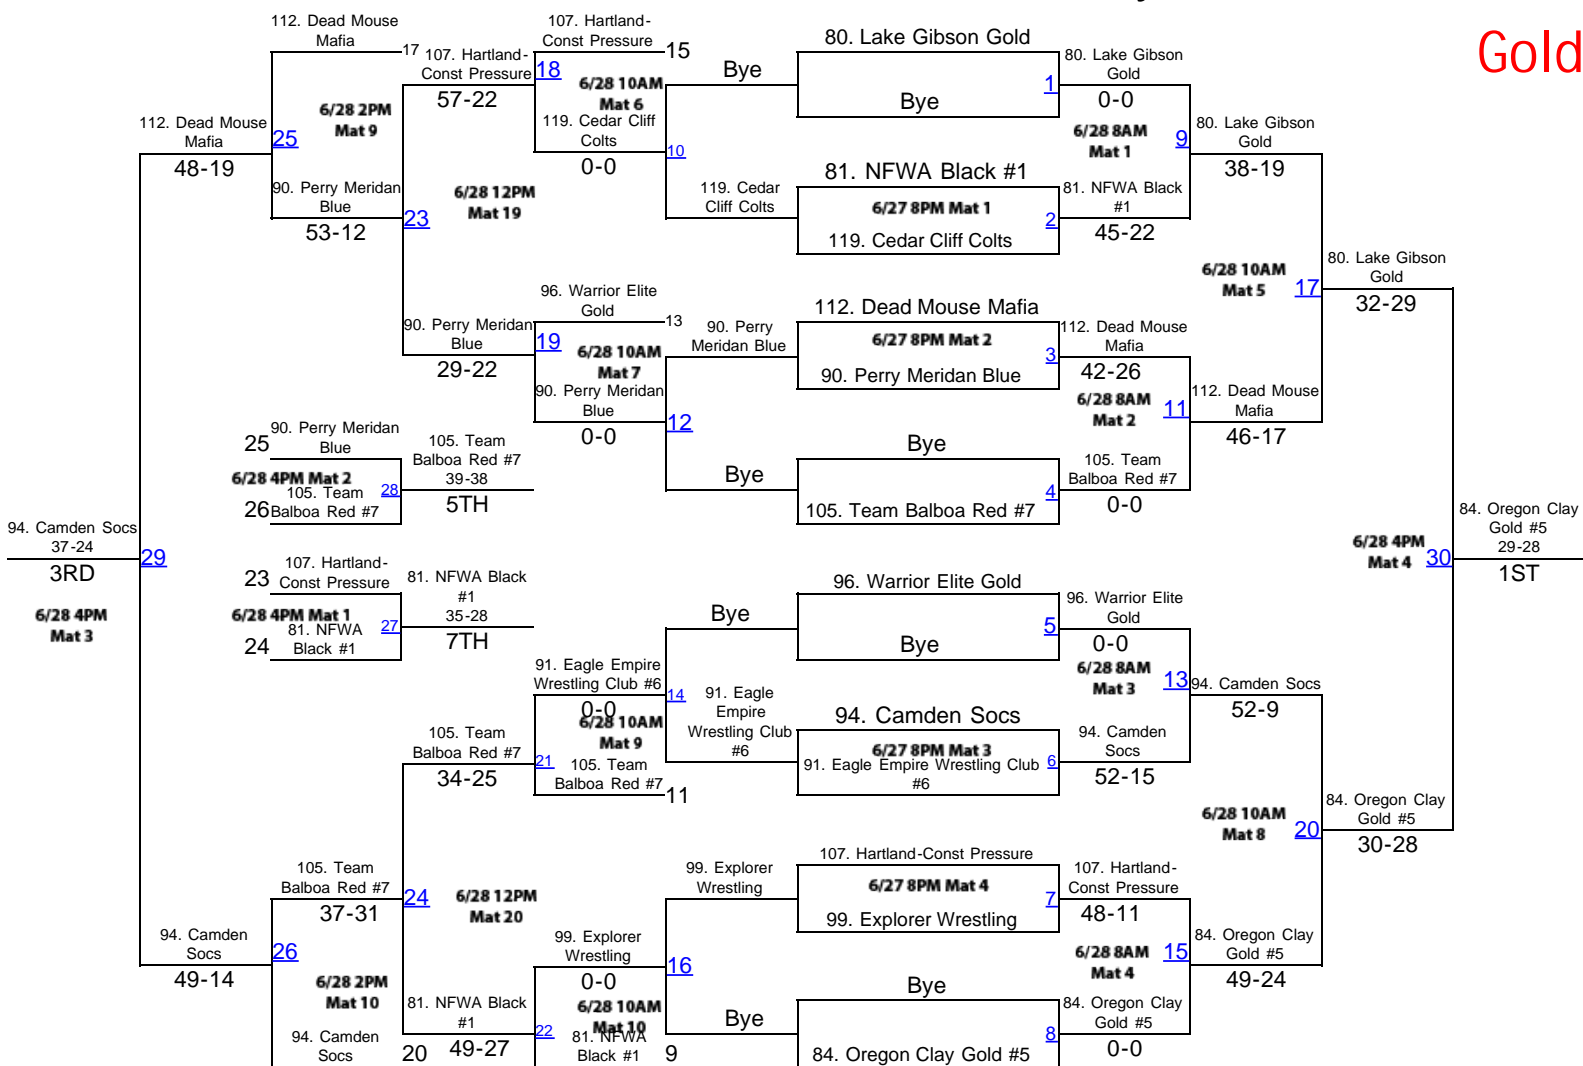 Gold
112. Dead Mouse
Mafia
17
107. Hartland-
Const Pressure
57-22
18
107. Hartland-
Const Pressure
15
6/28 10AM
Mat 6
119. Cedar Cliff
Colts
0-0
10
Bye
119. Cedar
Cliff Colts
80. Lake Gibson Gold
Bye
1
80. Lake Gibson
Gold
0-0
6/28 8AM
Mat 1
9
80. Lake Gibson
Gold
38-19
81. NFWA Black #1
6/27 8PM Mat 1
119. Cedar Cliff Colts
2
81. NFWA Black
#1
45-22
6/28 2PM
Mat 9
112. Dead Mouse
Mafia
48-19
25
90. Perry Meridan
Blue
53-12
23
6/28 12PM
Mat 19
6/28 10AM
Mat 5
17
80. Lake Gibson
Gold
32-29
90. Perry Meridan
Blue
29-22
19
96. Warrior Elite
Gold
13
6/28 10AM
Mat 7
90. Perry Meridan
Blue
0-0
12
90. Perry
Meridan Blue
Bye
112. Dead Mouse Mafia
6/27 8PM Mat 2
90. Perry Meridan Blue
3
112. Dead Mouse
Mafia
42-26
6/28 8AM
Mat 2
11
112. Dead Mouse
Mafia
46-17
Bye
105. Team Balboa Red #7
4
105. Team
Balboa Red #7
0-0
25
90. Perry Meridan
Blue
6/28 4PM Mat 2
26
105. Team
Balboa Red #7
28
105. Team
Balboa Red #7
39-38
5TH
94. Camden Socs
37-24
3RD
29
6/28 4PM
Mat 3
23
107. Hartland-
Const Pressure
6/28 4PM Mat 1
24
81. NFWA
Black #1
27
81. NFWA Black
#1
35-28
7TH
6/28 4PM
Mat 4
30
84. Oregon Clay
Gold #5
29-28
1ST
91. Eagle Empire
Wrestling Club #6
0-0
14
Bye
91. Eagle
Empire
Wrestling Club
#6
96. Warrior Elite Gold
Bye
5
96. Warrior Elite
Gold
0-0
6/28 8AM
Mat 3
13
94. Camden Socs
52-9
94. Camden Socs
6/27 8PM Mat 3
91. Eagle Empire Wrestling Club
#6
6
94. Camden
Socs
52-15
105. Team
Balboa Red #7
34-25
21
6/28 10AM
Mat 9
105. Team
Balboa Red #7
11
6/28 10AM
Mat 8
20
84. Oregon Clay
Gold #5
30-28
105. Team
Balboa Red #7
37-31
24
6/28 12PM
Mat 20
99. Explorer
Wrestling
107. Hartland-Const Pressure
6/27 8PM Mat 4
99. Explorer Wrestling
7
107. Hartland-
Const Pressure
48-11
94. Camden
Socs
49-14
26
6/28 2PM
Mat 10
99. Explorer
Wrestling
0-0
16
6/28 8AM
Mat 4
15
84. Oregon Clay
Gold #5
49-24
94. Camden
Socs
20
81. NFWA Black
#1
49-27
22
6/28 10AM
Mat 10
81. NFWA
Black #1
9
Bye
Bye
84. Oregon Clay Gold #5
8
84. Oregon Clay
Gold #5
0-0